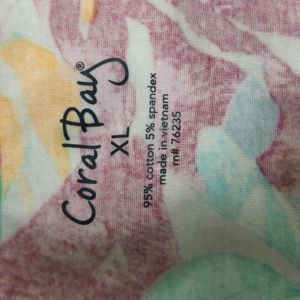 Coral Bay®
XL
95% cotton 5% spandex
made in vietnam
rn# 76235